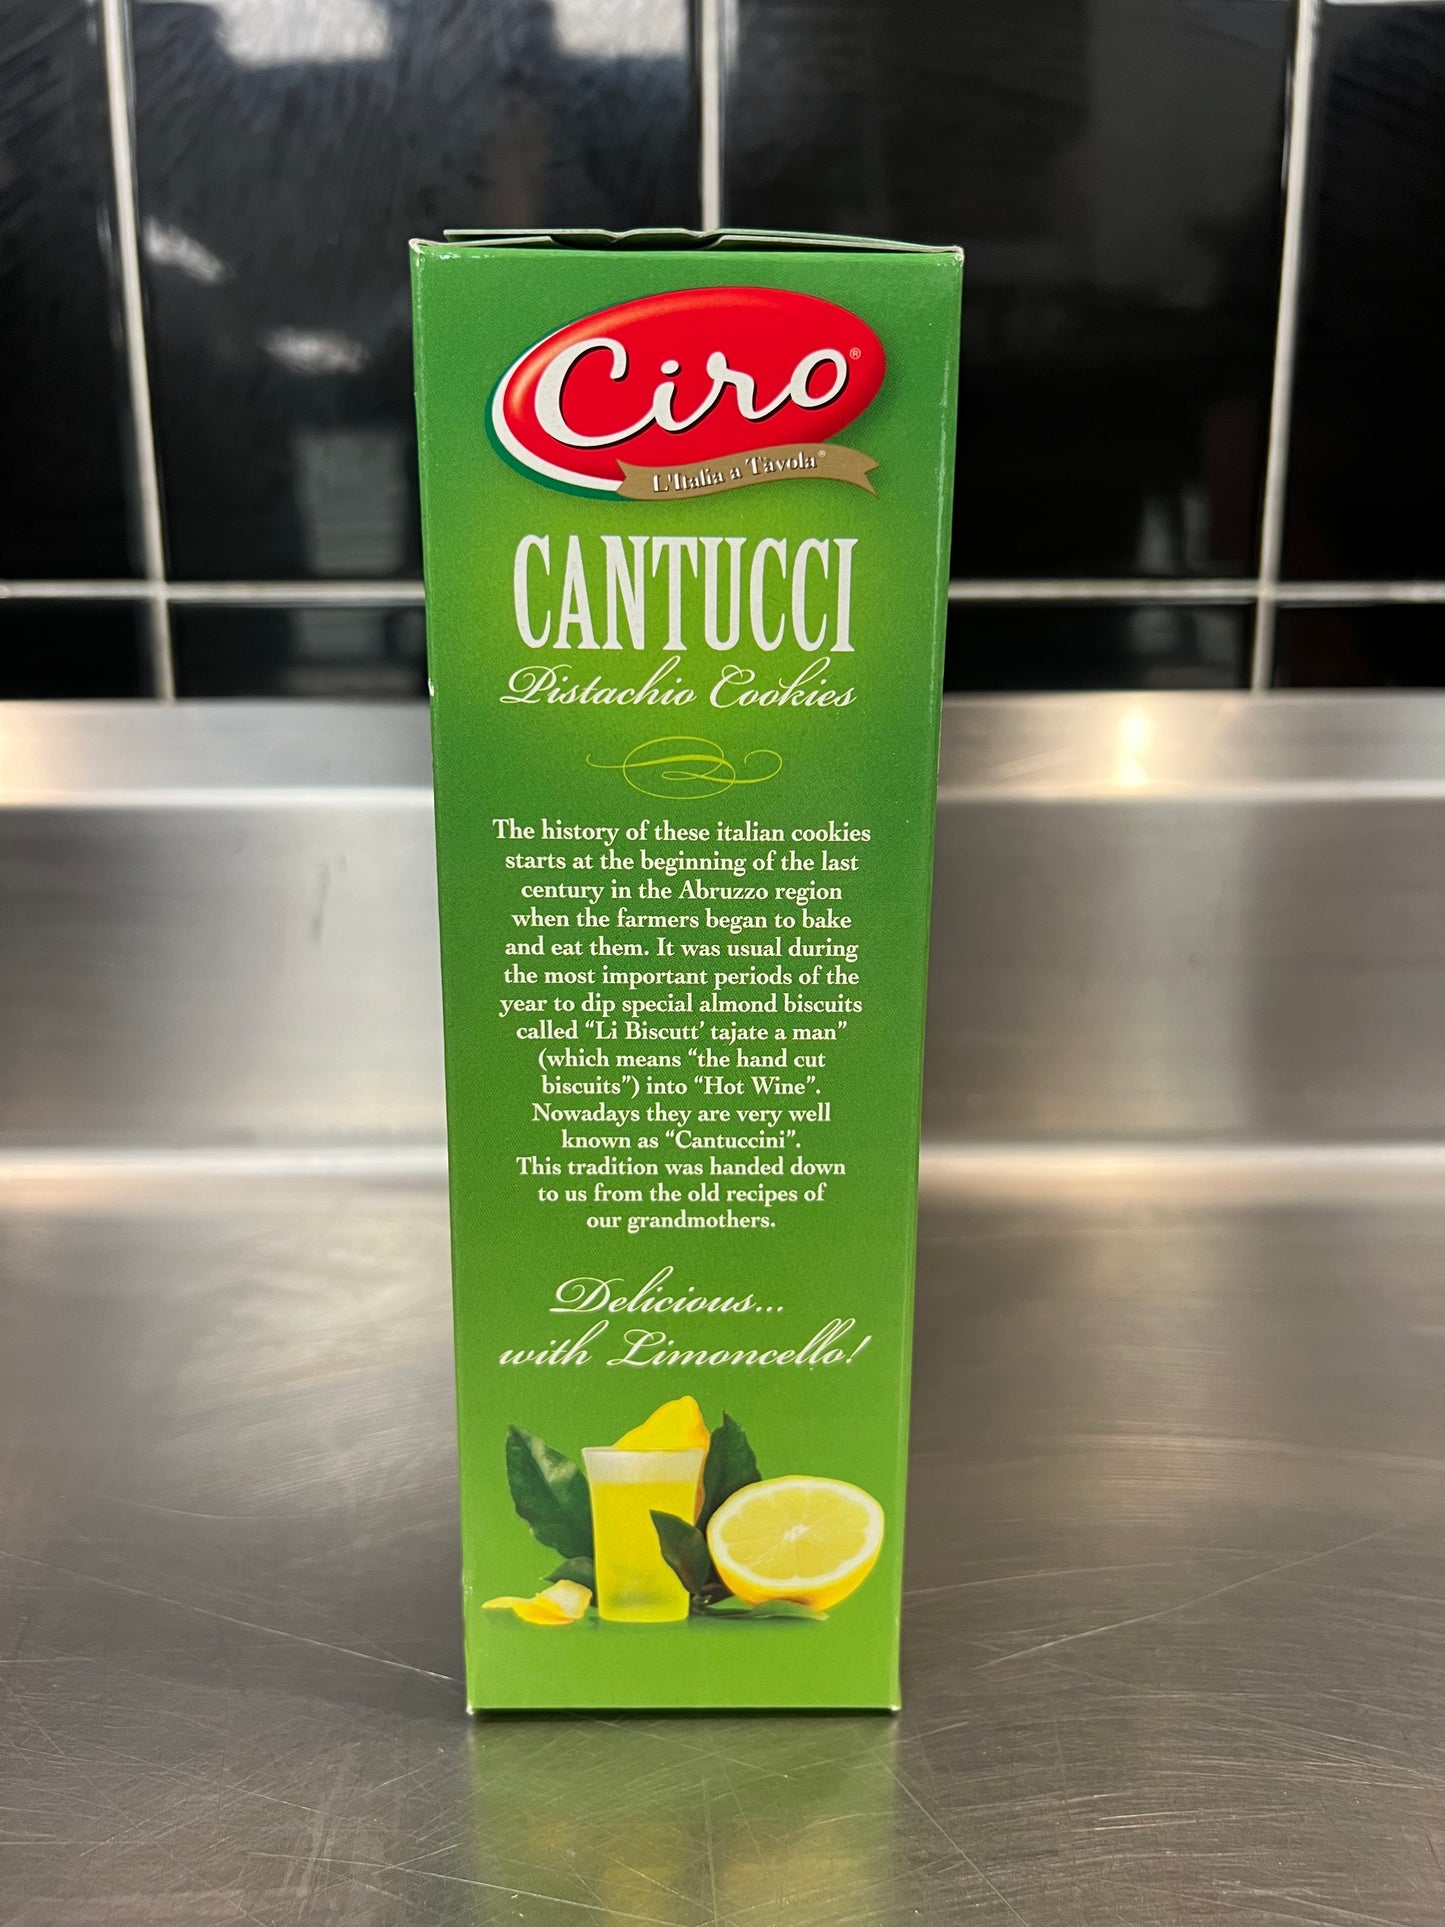 Ciro®
L'Italia a Tàvola®
CANTUCCI
Pistachio Cookies
The history of these italian cookies
starts at the beginning of the last
century in the Abruzzo region
when the farmers began to bake
and eat them. It was usual during
the most important periods of the
year to dip special almond biscuits
called “Li Biscutt’ tajate a man”
(which means “the hand cut
biscuits”) into “Hot Wine”.
Nowadays they are very well
known as “Cantuccini”.
This tradition was handed down
to us from the old recipes of
our grandmothers.
Delicious...
with Limoncello!